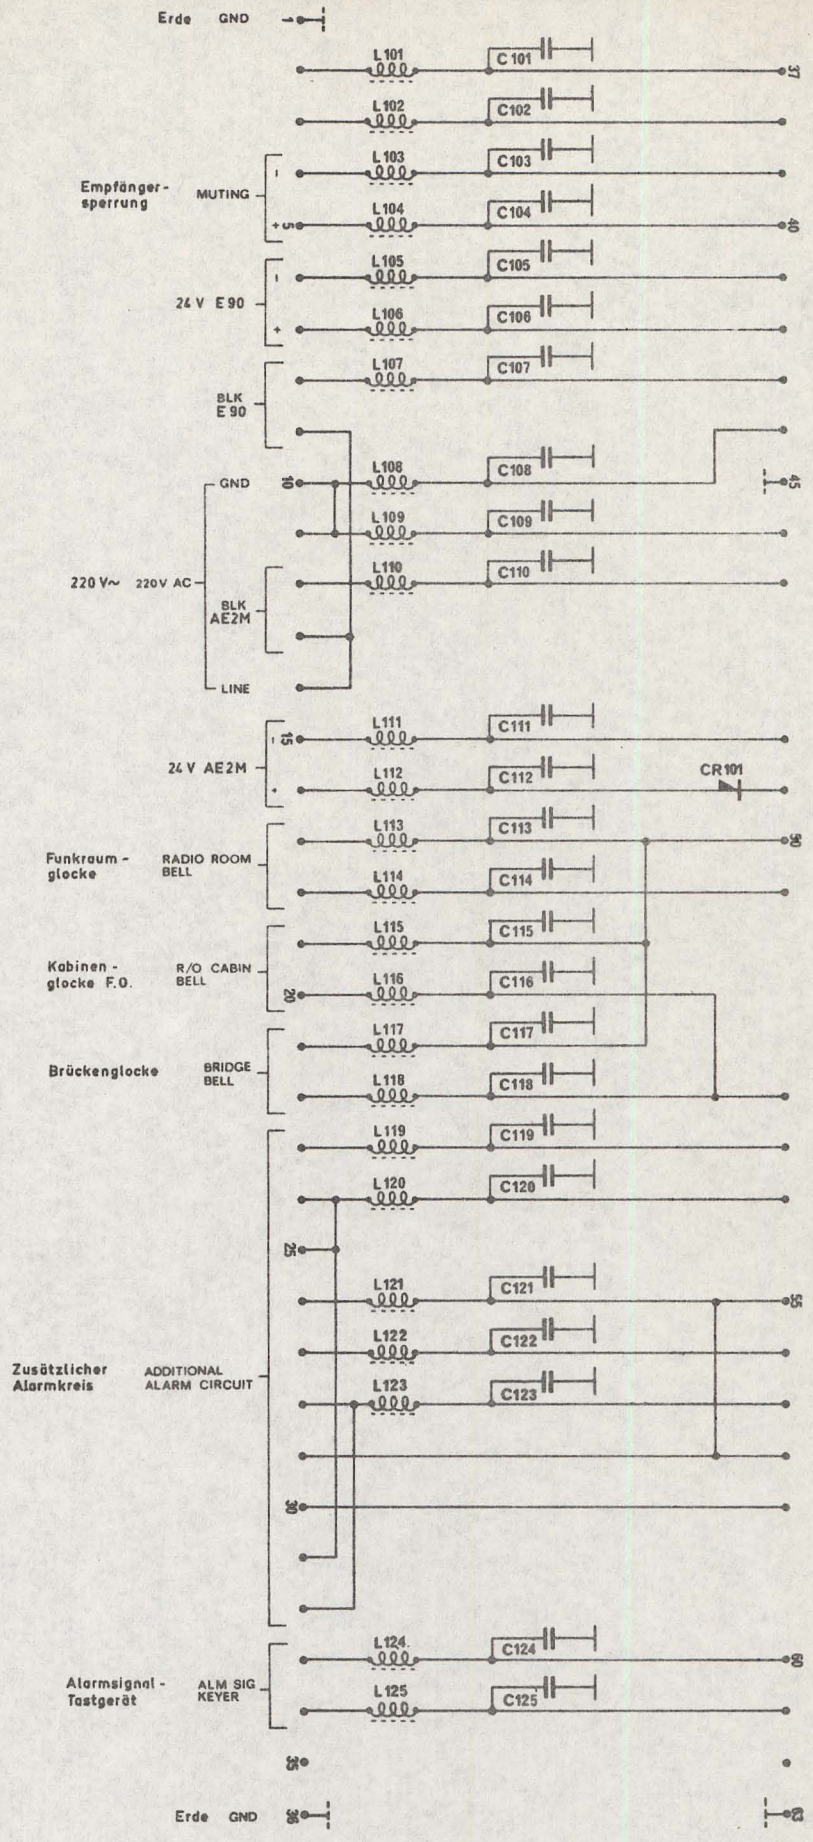 Erde GND 1
L101 C101 37
L102 C102
L103 C103
Empfänger-
sperrung
MUTING
-
L104 C104
+ 5 40
L105 C105
-
24 V E90
L106 C106
+
L107 C107
BLK
E 90
L108 C108
GND 10 45
L109 C109
L110 C110
220 V~ 220V AC
BLK
AE2M
LINE
L111 C111
- 15
24 V AE2M
L112 C112 CR101
+
L113 C113 50
Funkraum-
glocke
RADIO ROOM
BELL
L114 C114
L115 C115
Kabinen-
glocke F.O.
R/O CABIN
BELL
L116 C116
20
L117 C117
Brückenglocke
BRIDGE
BELL
L118 C118
L119 C119
L120 C120
25
L121 C121 55
L122 C122
Zusätzlicher
Alarmkreis
ADDITIONAL
ALARM CIRCUIT
L123 C123
30
L124 C124 60
Alarmsignal-
Tastgerät
ALM SIG
KEYER
L125 C125
35
Erde GND 36 63